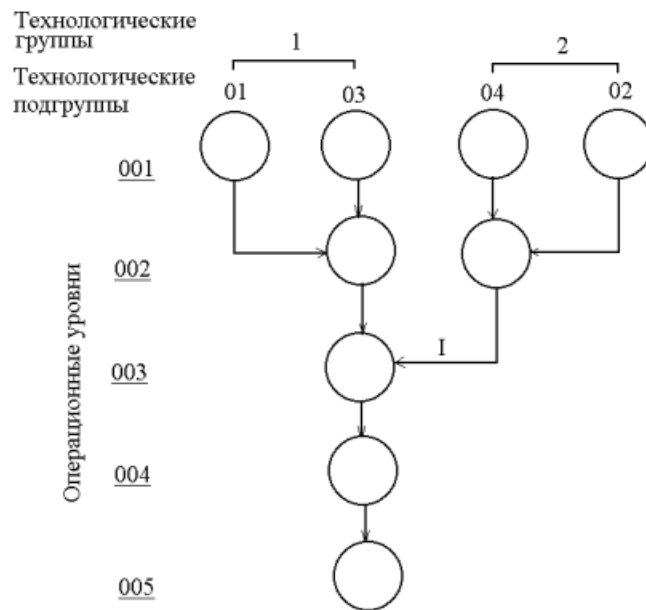 Технологические
группы
1
2
Технологические
подгруппы
01
03
04
02
001
002
I
003
004
005
Операционные уровни